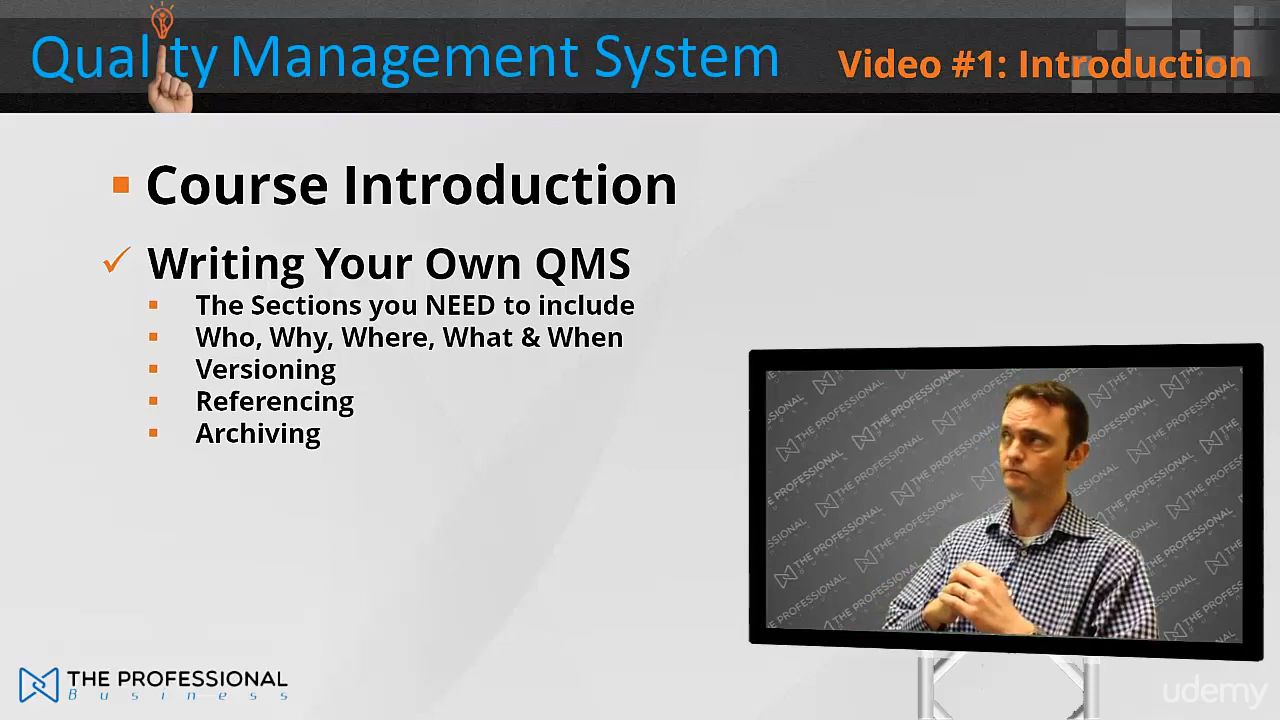 Quality Management System
Video #1: Introduction
Course Introduction
Writing Your Own QMS
The Sections you NEED to include
Who, Why, Where, What & When
Versioning
Referencing
Archiving
THE PROFESSIONAL
Business
udemy